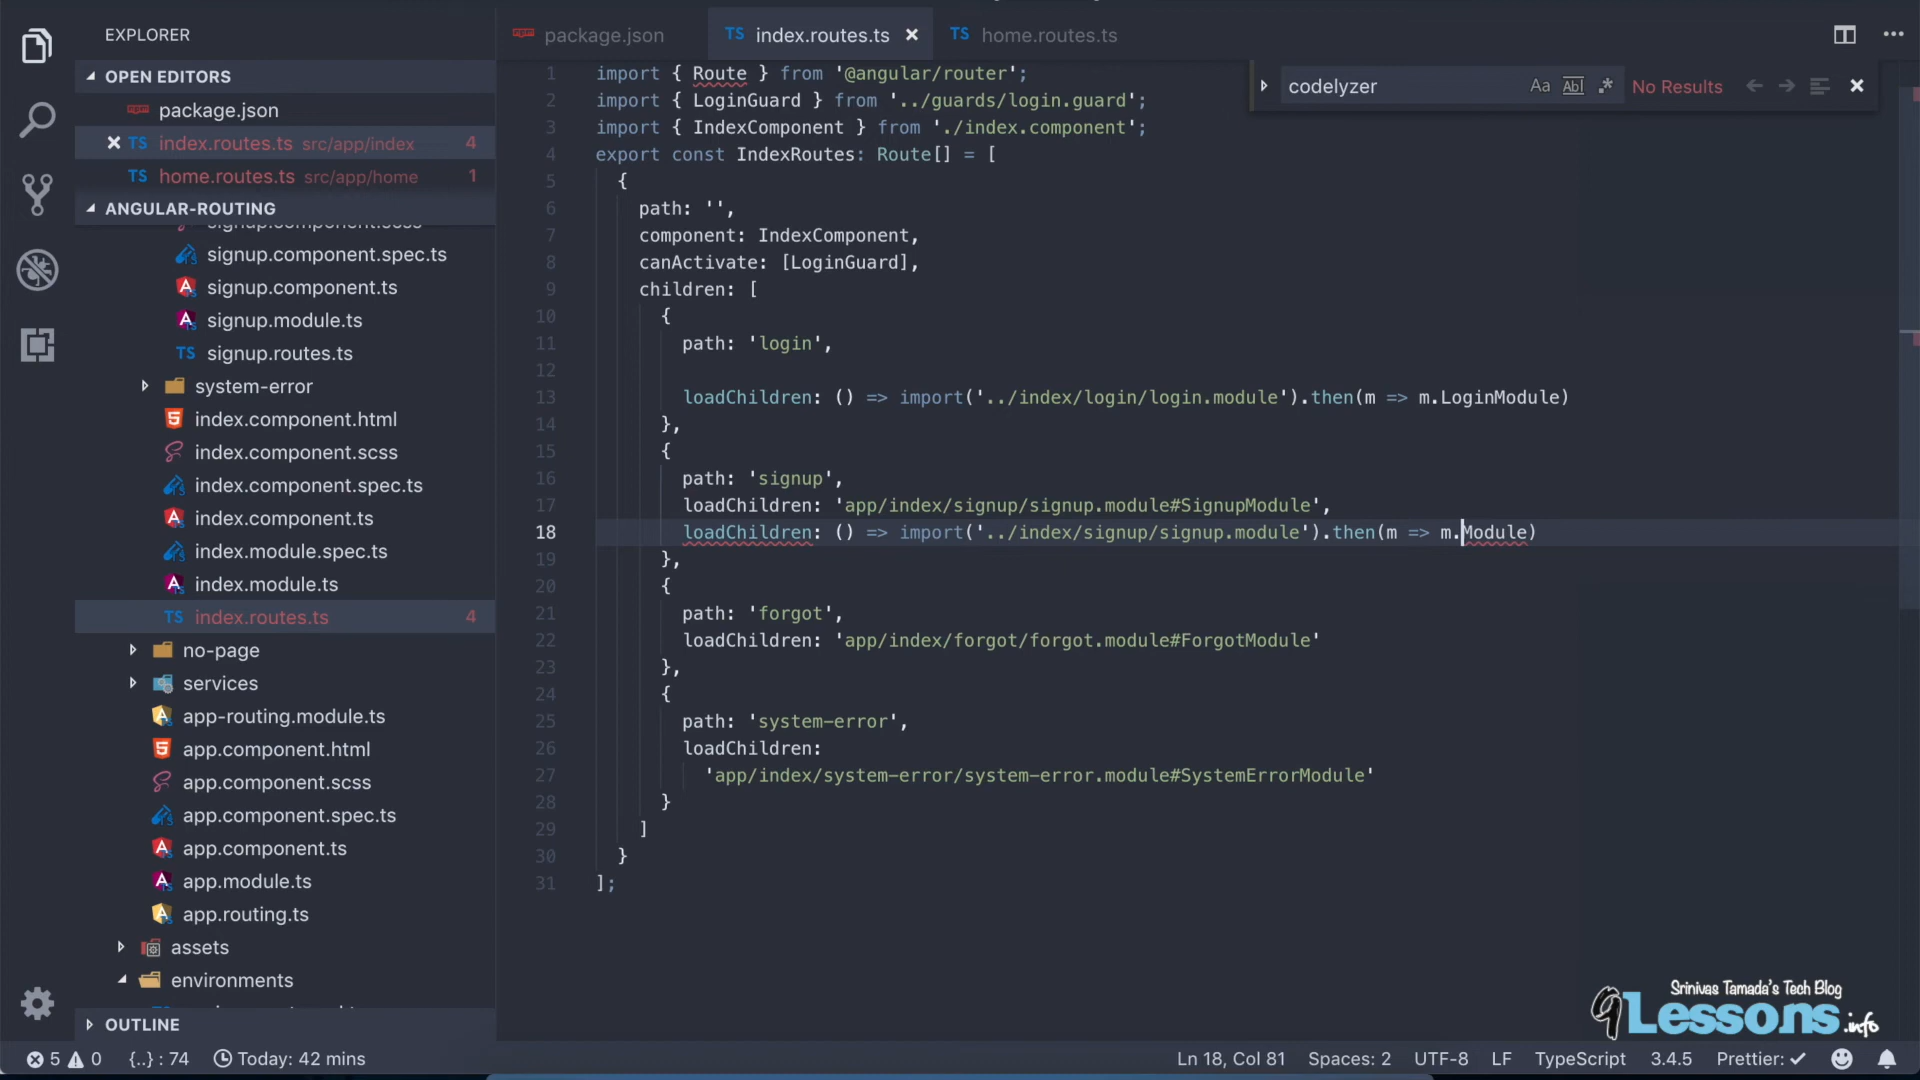 EXPLORER
OPEN EDITORS
package.json
index.routes.ts src/app/index 4
home.routes.ts src/app/home 1
ANGULAR-ROUTING
signup.component.scss
signup.component.spec.ts
signup.component.ts
signup.module.ts
TS signup.routes.ts
system-error
index.component.html
index.component.scss
index.component.spec.ts
index.component.ts
index.module.spec.ts
index.module.ts
TS index.routes.ts 4
no-page
services
app-routing.module.ts
app.component.html
app.component.scss
app.component.spec.ts
app.component.ts
app.module.ts
app.routing.ts
assets
environments
OUTLINE
package.json
TS index.routes.ts
TS home.routes.ts
codelyzer Aa Abl .* No Results
1 import { Route } from '@angular/router';
2 import { LoginGuard } from '../guards/login.guard';
3 import { IndexComponent } from './index.component';
4 export const IndexRoutes: Route[] = [
5 {
6 path: '',
7 component: IndexComponent,
8 canActivate: [LoginGuard],
9 children: [
10 {
11 path: 'login',
12
13 loadChildren: () => import('../index/login/login.module').then(m => m.LoginModule)
14 },
15 {
16 path: 'signup',
17 loadChildren: 'app/index/signup/signup.module#SignupModule',
18 loadChildren: () => import('../index/signup/signup.module').then(m => m.Module)
19 },
20 {
21 path: 'forgot',
22 loadChildren: 'app/index/forgot/forgot.module#ForgotModule'
23 },
24 {
25 path: 'system-error',
26 loadChildren:
27 'app/index/system-error/system-error.module#SystemErrorModule'
28 }
29 ]
30 }
31 ];
Srinivas Tamada's Tech Blog
9Lessons.info
5 0 {..} : 74 Today: 42 mins
Ln 18, Col 81 Spaces: 2 UTF-8 LF TypeScript 3.4.5 Prettier: ✓